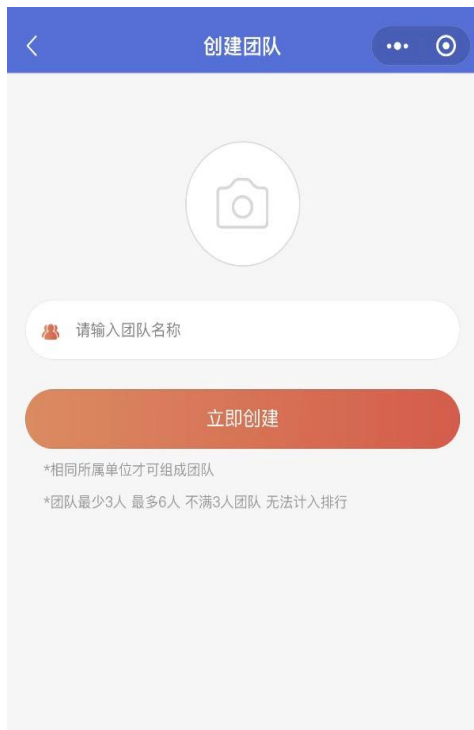 创建团队
请输入团队名称
立即创建
*相同所属单位才可组成团队
*团队最少3人 最多6人 不满3人团队 无法计入排行